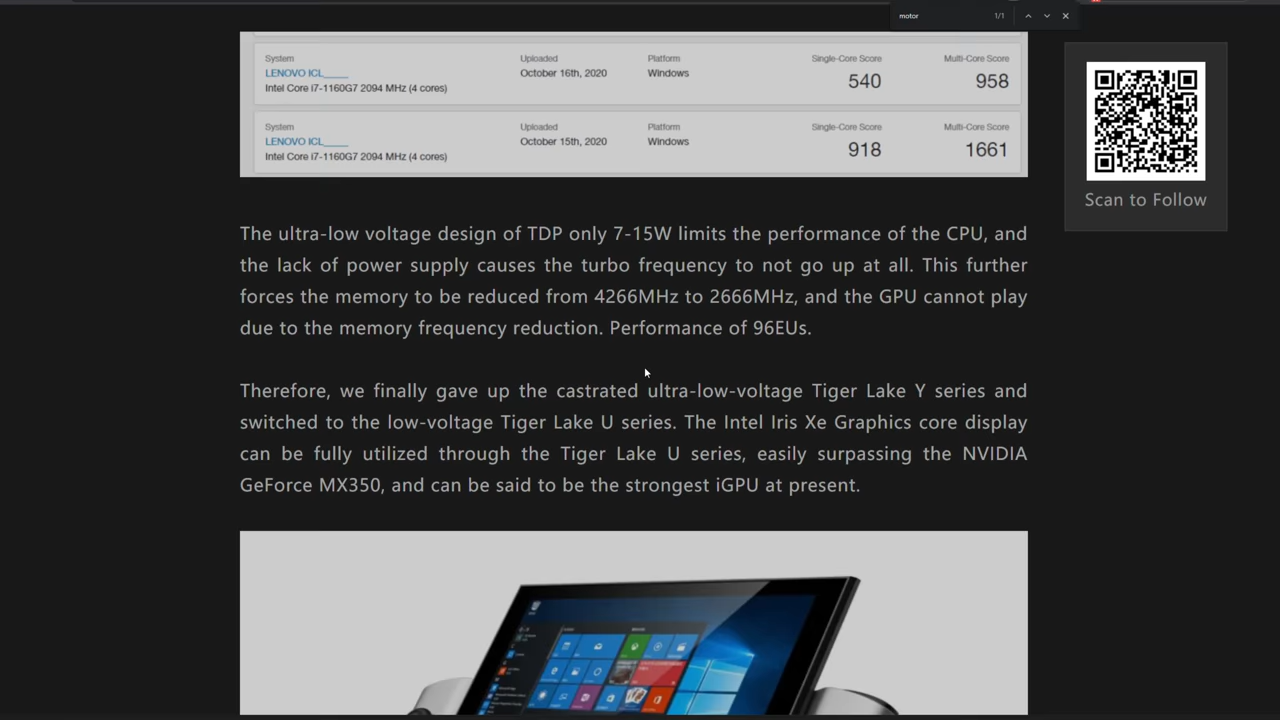 motor
1/1
System
Uploaded
Platform
Single-Core Score
Multi-Core Score
LENOVO ICL_____
October 16th, 2020
Windows
540
958
Intel Core i7-1160G7 2094 MHz (4 cores)
System
Uploaded
Platform
Single-Core Score
Multi-Core Score
LENOVO ICL_____
October 15th, 2020
Windows
918
1661
Intel Core i7-1160G7 2094 MHz (4 cores)
Scan to Follow
The ultra-low voltage design of TDP only 7-15W limits the performance of the CPU, and
the lack of power supply causes the turbo frequency to not go up at all. This further
forces the memory to be reduced from 4266MHz to 2666MHz, and the GPU cannot play
due to the memory frequency reduction. Performance of 96EUs.
Therefore, we finally gave up the castrated ultra-low-voltage Tiger Lake Y series and
switched to the low-voltage Tiger Lake U series. The Intel Iris Xe Graphics core display
can be fully utilized through the Tiger Lake U series, easily surpassing the NVIDIA
GeForce MX350, and can be said to be the strongest iGPU at present.